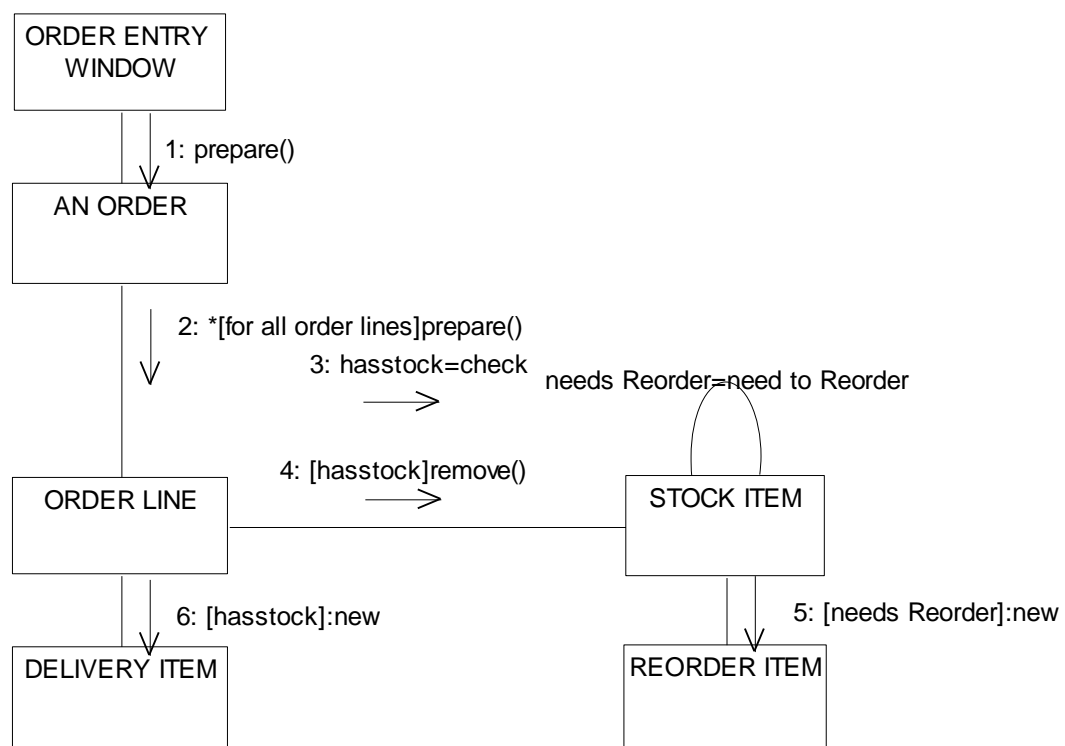 ORDER ENTRY
WINDOW
1: prepare()
AN ORDER
2: *[for all order lines]prepare()
3: hasstock=check
needs Reorder=need to Reorder
4: [hasstock]remove()
ORDER LINE
STOCK ITEM
6: [hasstock]:new
5: [needs Reorder]:new
DELIVERY ITEM
REORDER ITEM